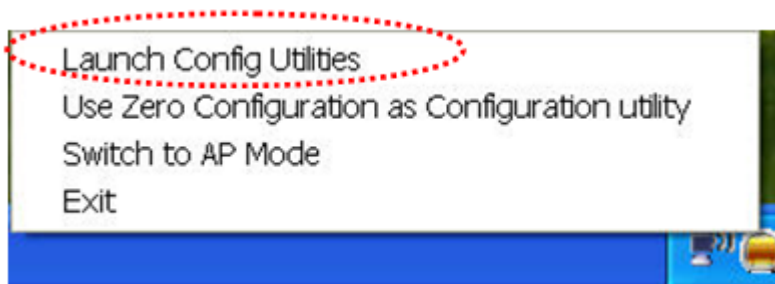 Launch Config Utilities
Use Zero Configuration as Configuration utility
Switch to AP Mode
Exit